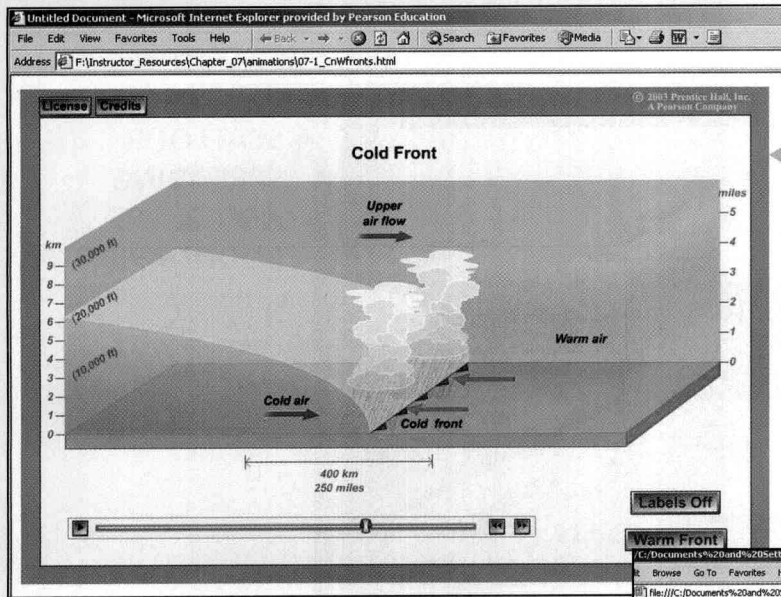 Untitled Document - Microsoft Internet Explorer provided by Pearson Education
File Edit View Favorites Tools Help Back Search Favorites Media
Address F:\Instructor_Resources\Chapter_07\animations\07-1_CnWfronts.html
License Credits
© 2003 Prentice Hall, Inc.
A Pearson Company
Cold Front
miles
Upper
air flow
5
km
(30,000 ft)
4
9
8
3
7
(20,000 ft)
6
2
5
1
4
Warm air
(10,000 ft)
0
3
2
Cold air
1
Cold front
0
400 km
250 miles
Labels Off
Warm Front
/C:/Documents%20and%20Sett
Browse Go To Favorites
file:///C:/Documents%20and%20